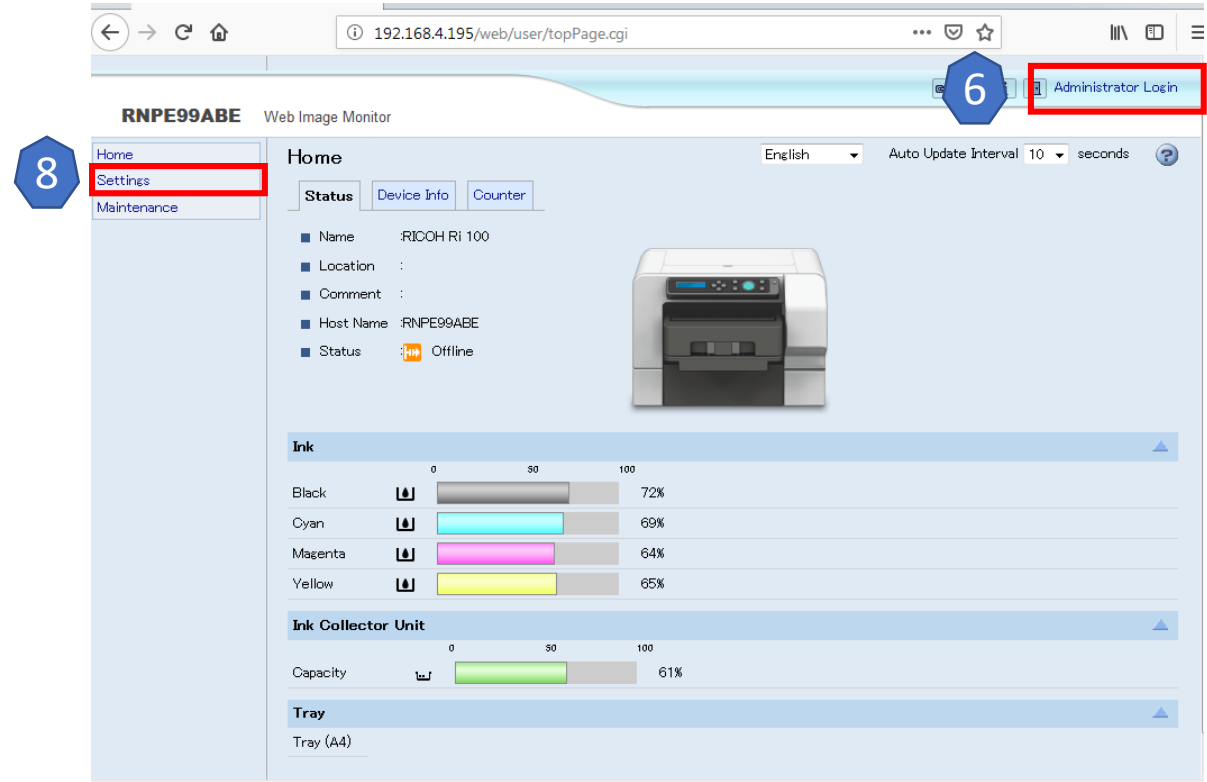 192.168.4.195/web/user/topPage.cgi
6
Administrator Login
RNPE99ABE Web Image Monitor
8
Home
Settings
Maintenance
Home
English
Auto Update Interval 10 seconds
?
Status Device Info Counter
Name :RICOH Ri 100
Location :
Comment :
Host Name :RNPE99ABE
Status : Offline
Ink
0 50 100
Black 72%
Cyan 69%
Magenta 64%
Yellow 65%
Ink Collector Unit
0 50 100
Capacity 61%
Tray
Tray (A4)